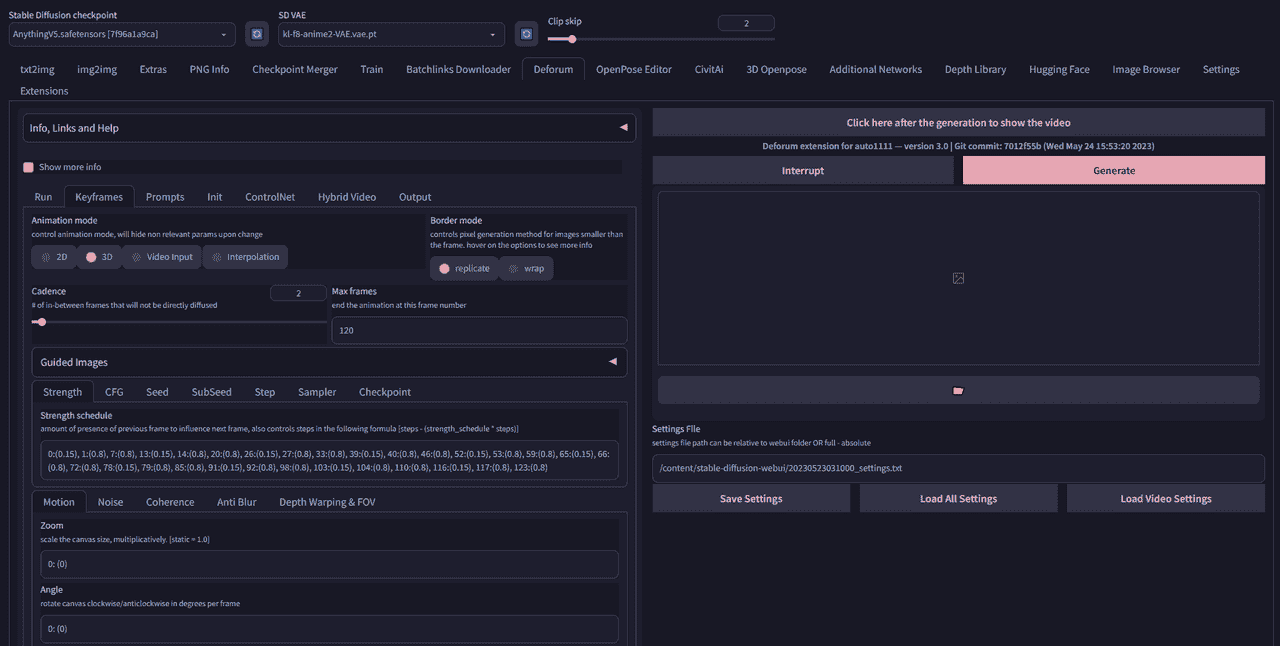 Stable Diffusion checkpoint
AnythingV5.safetensors [7f96a1a9ca]
SD VAE
kl-f8-anime2-VAE.vae.pt
Clip skip
2
txt2img img2img Extras PNG Info Checkpoint Merger Train Batchlinks Downloader Deforum OpenPose Editor CivitAi 3D Openpose Additional Networks Depth Library Hugging Face Image Browser Settings
Extensions
Info, Links and Help
Show more info
Run Keyframes Prompts Init ControlNet Hybrid Video Output
Animation mode
control animation mode, will hide non relevant params upon change
2D 3D Video Input Interpolation
Border mode
controls pixel generation method for images smaller
than the frame. hover on the options to see more info
replicate wrap
Cadence
2
# of in-between frames that will not be directly diffused
Max frames
end the animation at this frame number
120
Guided Images
Strength CFG Seed SubSeed Step Sampler Checkpoint
Strength schedule
amount of presence of previous frame to influence next frame, also controls steps in the following formula [steps - (strength_schedule * steps)]
0:(0.15), 1:(0.8), 7:(0.8), 13:(0.15), 14:(0.8), 20:(0.8), 26:(0.15), 27:(0.8), 33:(0.8), 39:(0.15), 40:(0.8), 46:(0.8), 52:(0.15), 53:(0.8), 59:(0.8), 65:(0.15), 66:
(0.8), 72:(0.8), 78:(0.15), 79:(0.8), 85:(0.8), 91:(0.15), 92:(0.8), 98:(0.8), 103:(0.15), 104:(0.8), 110:(0.8), 116:(0.15), 117:(0.8), 123:(0.8)
Motion Noise Coherence Anti Blur Depth Warping & FOV
Zoom
scale the canvas size, multiplicatively. [static = 1.0]
0: (0)
Angle
rotate canvas clockwise/anticlockwise in degrees per frame
0: (0)
Click here after the generation to show the video
Deforum extension for auto1111 — version 3.0 | Git commit: 7012f55b (Wed May 24 15:53:20 2023)
Interrupt
Generate
Settings File
settings file path can be relative to webui folder OR full - absolute
/content/stable-diffusion-webui/20230523031000_settings.txt
Save Settings
Load All Settings
Load Video Settings